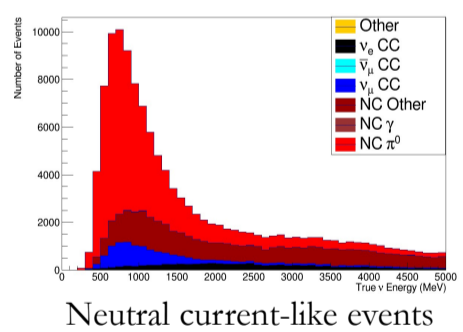 Number of Events
10000
8000
6000
4000
2000
0
Other
νe CC
ν̅μ CC
νμ CC
NC Other
NC γ
NC π⁰
0 500 1000 1500 2000 2500 3000 3500 4000 4500 5000
True ν Energy (MeV)
Neutral current-like events